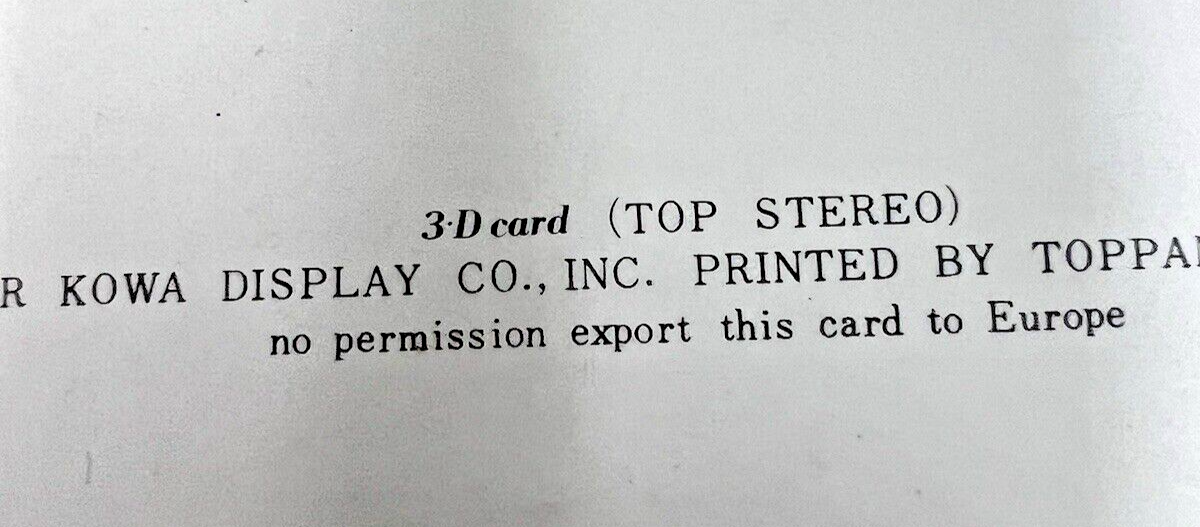 3-D card (TOP STEREO)
R KOWA DISPLAY CO., INC. PRINTED BY TOPPA
no permission export this card to Europe